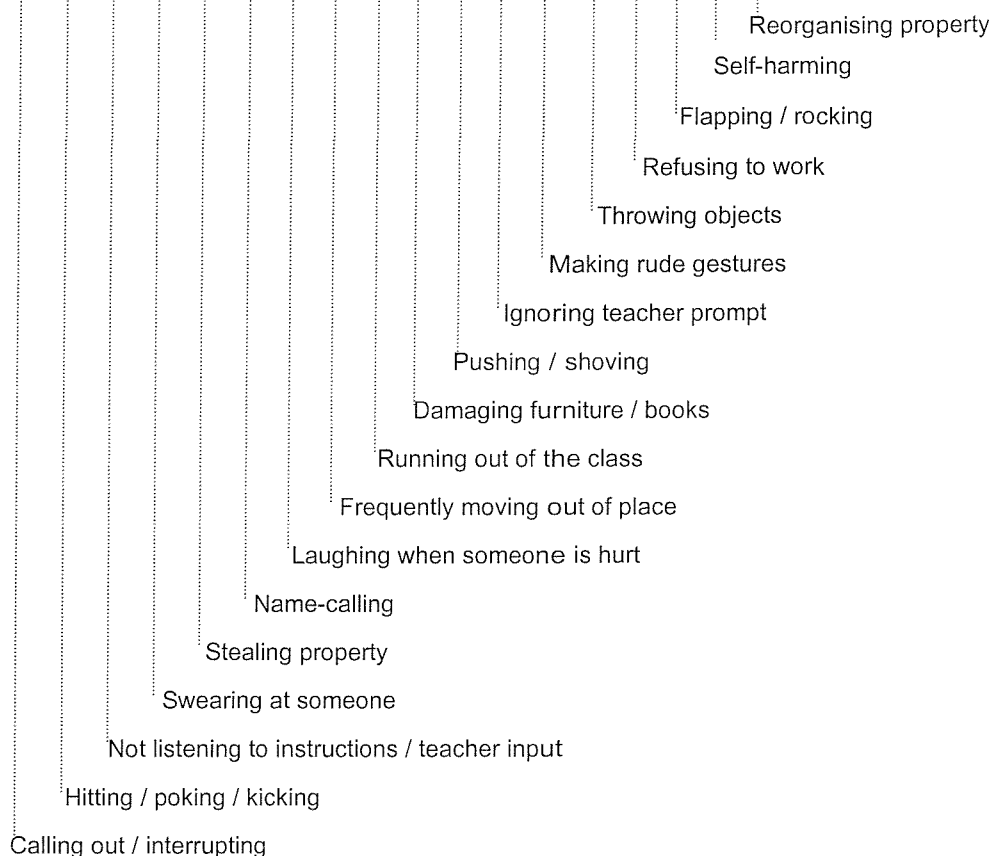 Reorganising property
Self-harming
Flapping / rocking
Refusing to work
Throwing objects
Making rude gestures
Ignoring teacher prompt
Pushing / shoving
Damaging furniture / books
Running out of the class
Frequently moving out of place
Laughing when someone is hurt
Name-calling
Stealing property
Swearing at someone
Not listening to instructions / teacher input
Hitting / poking / kicking
Calling out / interrupting